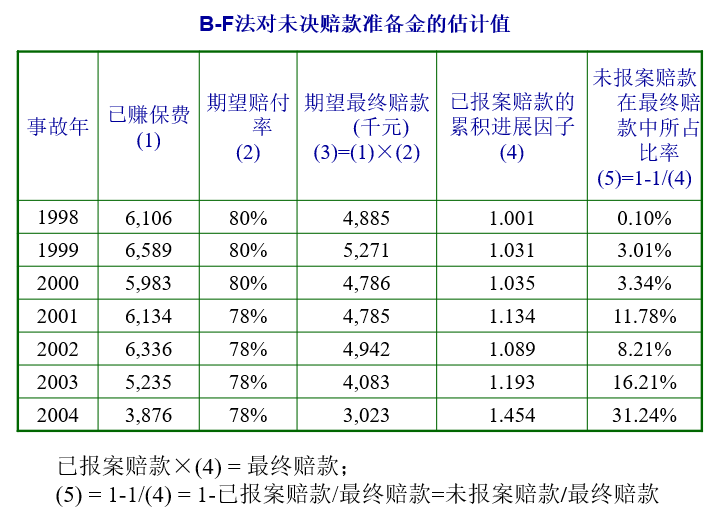 B-F法对未决赔款准备金的估计值
事故年 已赚保费 (1) 期望赔付率 (2) 期望最终赔款 (千元) (3)=(1)×(2) 已报案赔款的累积进展因子 (4) 未报案赔款在最终赔款中所占比率 (5)=1-1/(4)
1998 6,106 80% 4,885 1.001 0.10%
1999 6,589 80% 5,271 1.031 3.01%
2000 5,983 80% 4,786 1.035 3.34%
2001 6,134 78% 4,785 1.134 11.78%
2002 6,336 78% 4,942 1.089 8.21%
2003 5,235 78% 4,083 1.193 16.21%
2004 3,876 78% 3,023 1.454 31.24%
已报案赔款×(4) = 最终赔款；
(5) = 1-1/(4) = 1-已报案赔款/最终赔款=未报案赔款/最终赔款